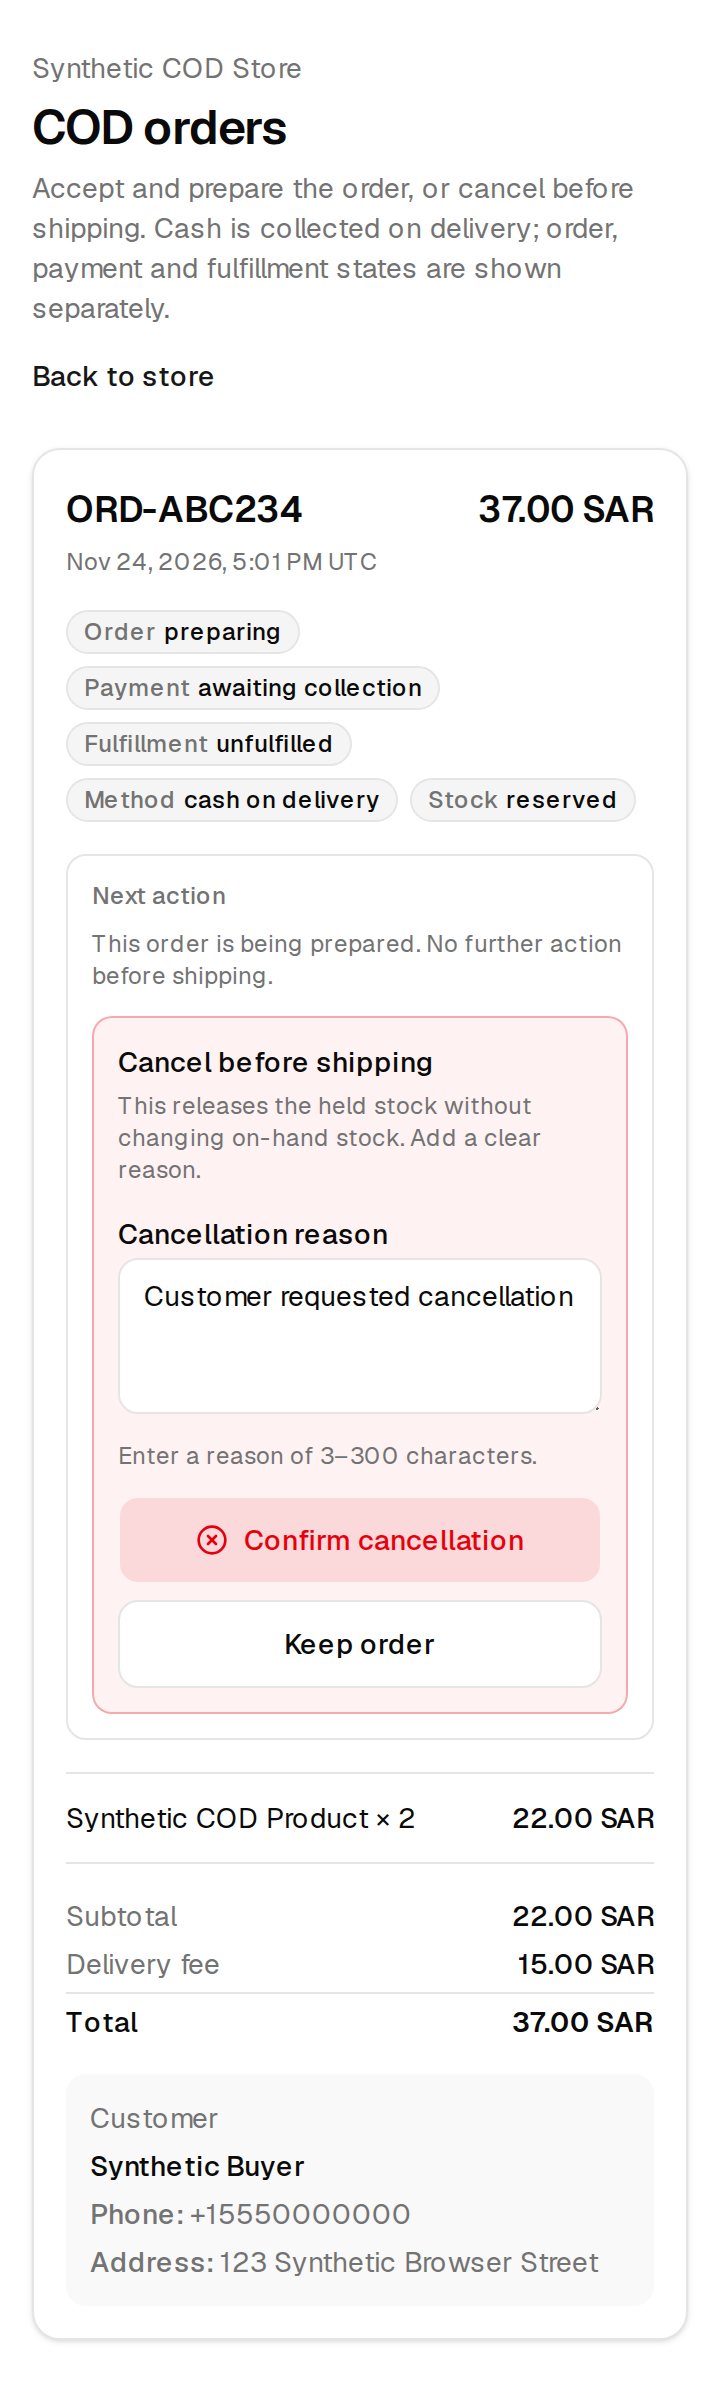 Synthetic COD Store
COD orders
Accept and prepare the order, or cancel before
shipping. Cash is collected on delivery; order,
payment and fulfillment states are shown
separately.
Back to store
ORD-ABC234 37.00 SAR
Nov 24, 2026, 5:01 PM UTC
Order preparing
Payment awaiting collection
Fulfillment unfulfilled
Method cash on delivery Stock reserved
Next action
This order is being prepared. No further action
before shipping.
Cancel before shipping
This releases the held stock without
changing on-hand stock. Add a clear
reason.
Cancellation reason
Customer requested cancellation
Enter a reason of 3–300 characters.
Confirm cancellation
Keep order
Synthetic COD Product × 2 22.00 SAR
Subtotal 22.00 SAR
Delivery fee 15.00 SAR
Total 37.00 SAR
Customer
Synthetic Buyer
Phone: +15550000000
Address: 123 Synthetic Browser Street